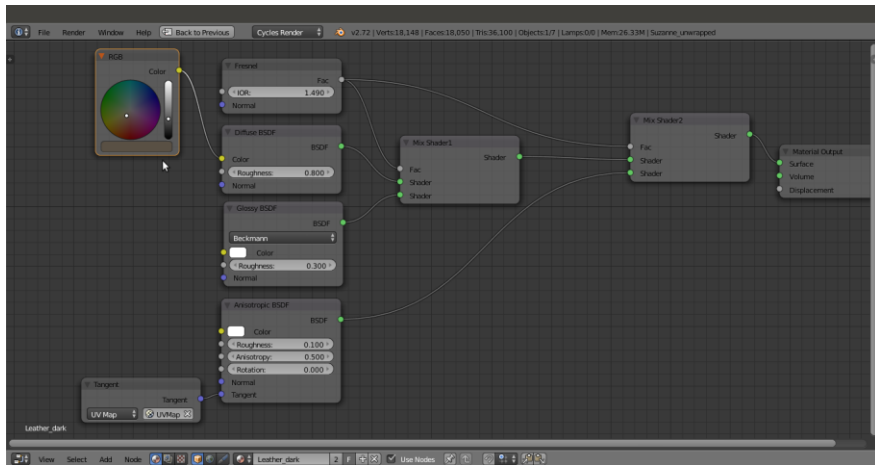 File Render Window Help Back to Previous Cycles Render v2.72 | Verts:18,148 | Faces:18,050 | Tris:36,100 | Objects:1/7 | Lamps:0/0 | Mem:26.33M | Suzanne_unwrapped
RGB
Color
Fresnel
Fac
IOR: 1.490
Normal
Diffuse BSDF
BSDF
Color
Roughness: 0.800
Normal
Glossy BSDF
BSDF
Beckmann
Color
Roughness: 0.300
Normal
Anisotropic BSDF
BSDF
Color
Roughness: 0.100
Anisotropy: 0.500
Rotation: 0.000
Normal
Tangent
Tangent
Tangent
UV Map UVMap
Mix Shader1
Shader
Fac
Shader
Shader
Mix Shader2
Shader
Fac
Shader
Shader
Material Output
Surface
Volume
Displacement
Leather_dark
View Select Add Node Leather_dark 2 F Use Nodes